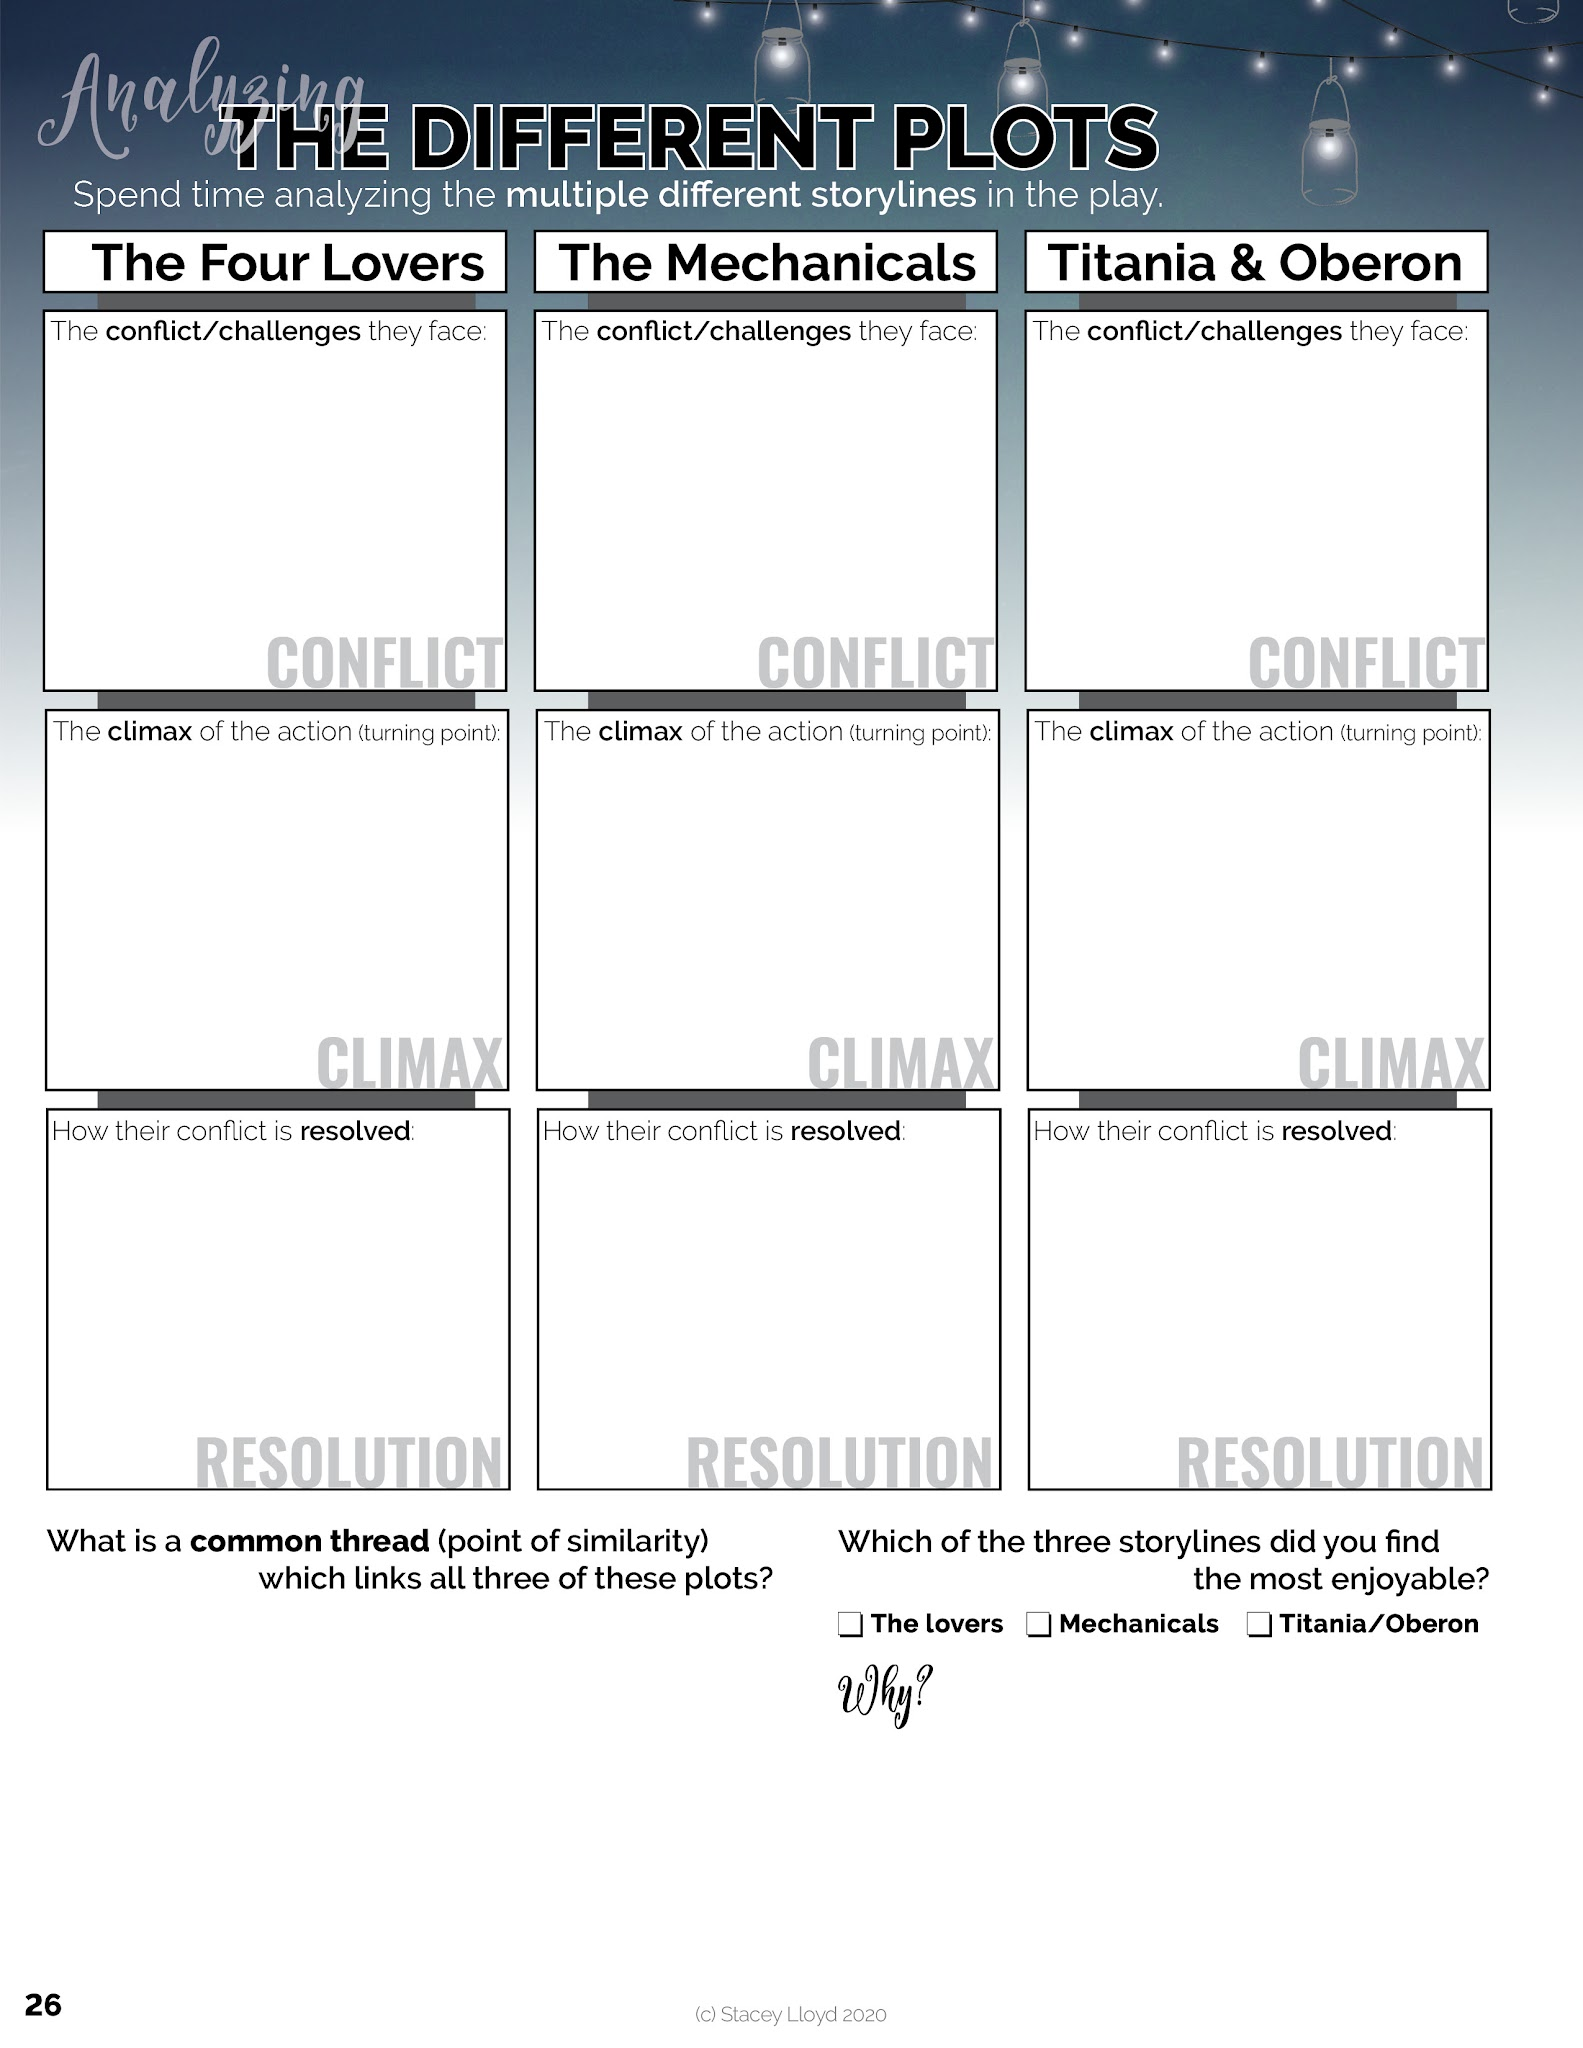 Analyzing
THE DIFFERENT PLOTS
Spend time analyzing the multiple different storylines in the play.
The Four Lovers
The Mechanicals
Titania & Oberon
The conflict/challenges they face:
The conflict/challenges they face:
The conflict/challenges they face:
CONFLICT
CONFLICT
CONFLICT
The climax of the action (turning point):
The climax of the action (turning point):
The climax of the action (turning point):
CLIMAX
CLIMAX
CLIMAX
How their conflict is resolved:
How their conflict is resolved:
How their conflict is resolved:
RESOLUTION
RESOLUTION
RESOLUTION
What is a common thread (point of similarity)
which links all three of these plots?
Which of the three storylines did you find
the most enjoyable?
The lovers
Mechanicals
Titania/Oberon
Why?
26
(c) Stacey Lloyd 2020